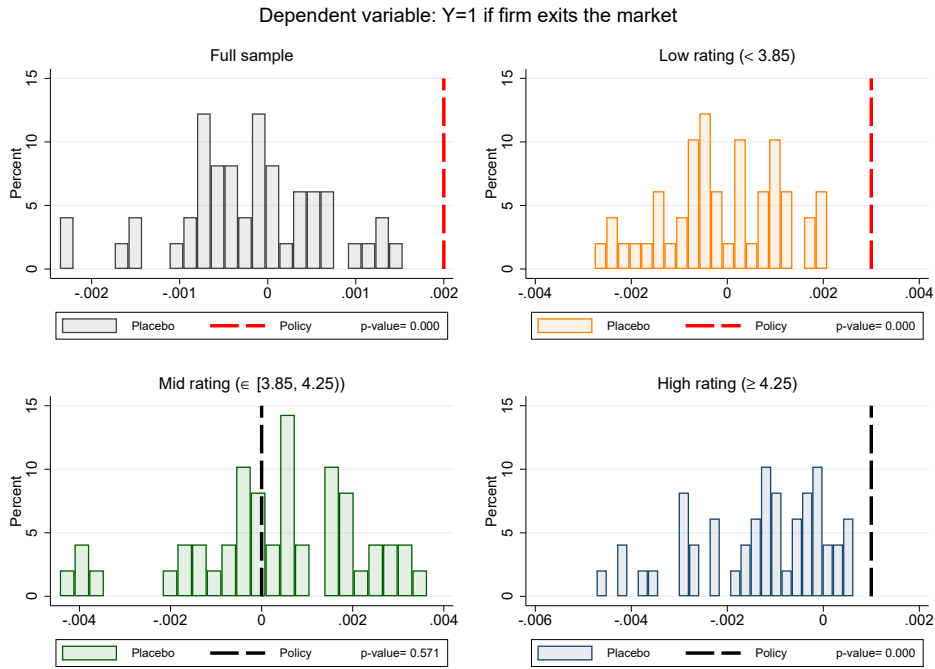 Dependent variable: Y=1 if firm exits the market
Full sample
15
10
5
0
Percent
-.002 -.001 0 .001 .002
Placebo Policy p-value= 0.000
Low rating (< 3.85)
15
10
5
0
Percent
-.004 -.002 0 .002 .004
Placebo Policy p-value= 0.000
Mid rating (∈ [3.85, 4.25))
15
10
5
0
Percent
-.004 -.002 0 .002 .004
Placebo Policy p-value= 0.571
High rating (≥ 4.25)
15
10
5
0
Percent
-.006 -.004 -.002 0 .002
Placebo Policy p-value= 0.000